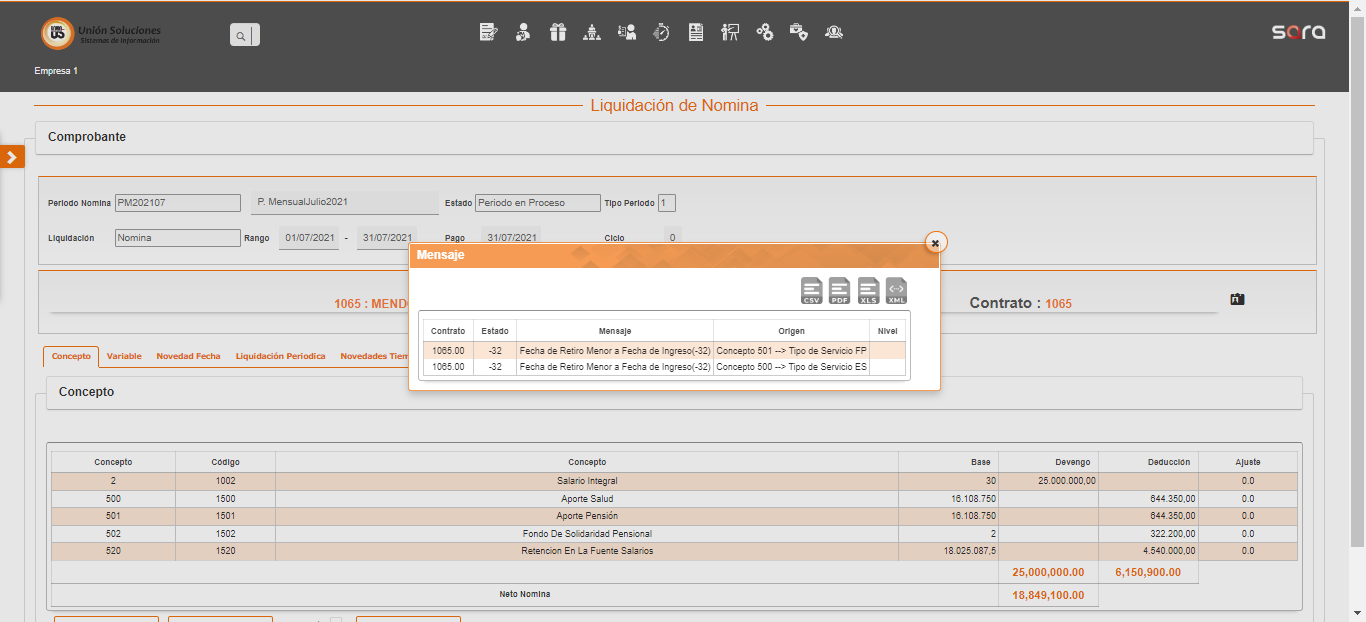 Unión Soluciones
Sistemas de Información
sara
Empresa 1
Liquidación de Nomina
Comprobante
Periodo Nomina PM202107 P. MensualJulio2021 Estado Periodo en Proceso Tipo Periodo 1
Liquidación Nomina Rango 01/07/2021 - 31/07/2021 Pago 31/07/2021 Ciclo 0
Mensaje
CSV PDF XLS XML
1065 : MEND Contrato : 1065
Contrato Estado Mensaje Origen Nivel
1065.00 -32 Fecha de Retiro Menor a Fecha de Ingreso(-32) Concepto 501 --> Tipo de Servicio FP
1065.00 -32 Fecha de Retiro Menor a Fecha de Ingreso(-32) Concepto 500 --> Tipo de Servicio ES
Concepto Variable Novedad Fecha Liquidación Periodica Novedades
Concepto
Concepto Código Concepto Base Devengo Deducción Ajuste
2 1002 Salario Integral 30 25.000.000,00 0.0
500 1500 Aporte Salud 16.108.750 644.350,00 0.0
501 1501 Aporte Pensión 16.108.750 644.350,00 0.0
502 1502 Fondo De Solidaridad Pensional 2 322.200,00 0.0
520 1520 Retencion En La Fuente Salarios 18.025.087,5 4.540.000,00 0.0
25,000,000.00 6,150,900.00
Neto Nomina 18,849,100.00